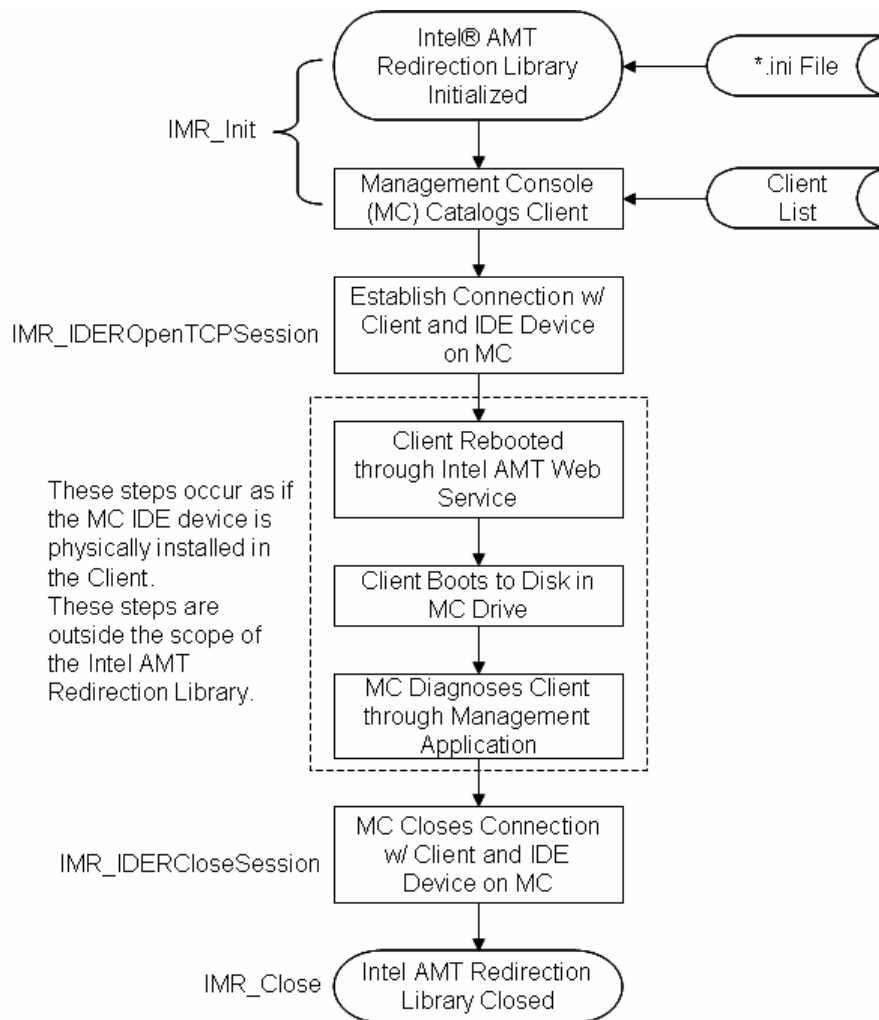 Intel® AMT
Redirection Library
Initialized
*.ini File
IMR_Init
Management Console
(MC) Catalogs Client
Client
List
Establish Connection w/
Client and IDE Device
on MC
IMR_IDEROpenTCPSession
Client Rebooted
through Intel AMT Web
Service
These steps occur as if
the MC IDE device is
physically installed in
the Client.
These steps are
outside the scope of
the Intel AMT
Redirection Library.
Client Boots to Disk in
MC Drive
MC Diagnoses Client
through Management
Application
MC Closes Connection
w/ Client and IDE
Device on MC
IMR_IDERCloseSession
IMR_Close
Intel AMT Redirection
Library Closed